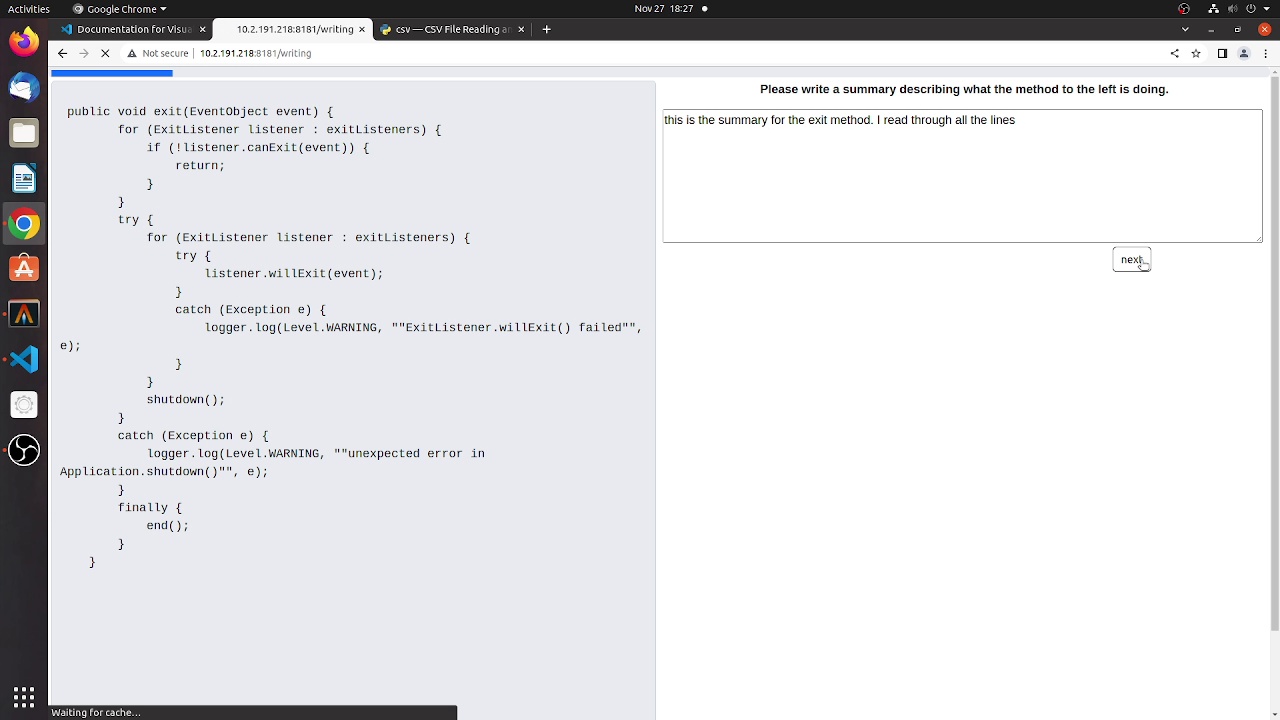 Activities
Google Chrome
Nov 27 18:27
Documentation for Visua
10.2.191.218:8181/writing
csv — CSV File Reading an
Not secure
10.2.191.218:8181/writing
public void exit(EventObject event) {
for (ExitListener listener : exitListeners) {
if (!listener.canExit(event)) {
return;
}
}
try {
for (ExitListener listener : exitListeners) {
try {
listener.willExit(event);
}
catch (Exception e) {
logger.log(Level.WARNING, ""ExitListener.willExit() failed"",
e);
}
}
shutdown();
}
catch (Exception e) {
logger.log(Level.WARNING, ""unexpected error in
Application.shutdown()"", e);
}
finally {
end();
}
}
Please write a summary describing what the method to the left is doing.
this is the summary for the exit method. I read through all the lines
next
Waiting for cache...